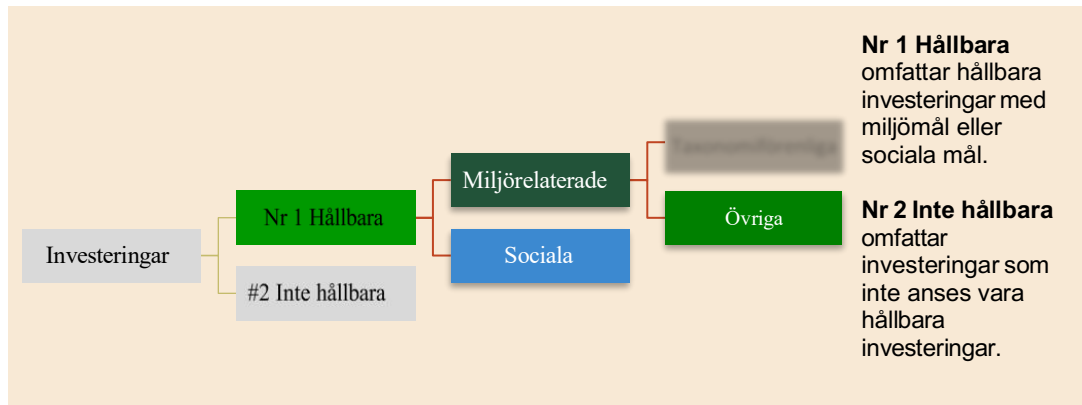 Investeringar
Nr 1 Hållbara
#2 Inte hållbara
Miljörelaterade
Sociala
Övriga
Nr 1 Hållbara
omfattar hållbara
investeringar med
miljömål eller
sociala mål.
Nr 2 Inte hållbara
omfattar
investeringar som
inte anses vara
hållbara
investeringar.